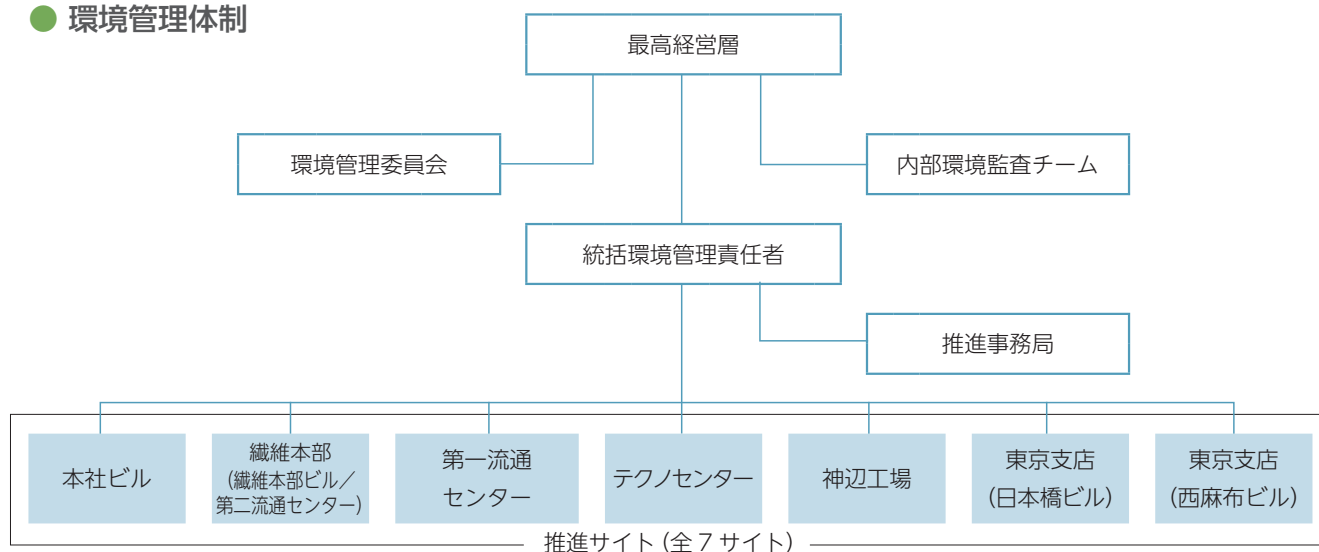 環境管理体制
最高経営層
環境管理委員会
内部環境監査チーム
統括環境管理責任者
推進事務局
本社ビル
繊維本部
(繊維本部ビル／
第二流通センター)
第一流通
センター
テクノセンター
神辺工場
東京支店
(日本橋ビル)
東京支店
(西麻布ビル)
推進サイト(全7サイト)